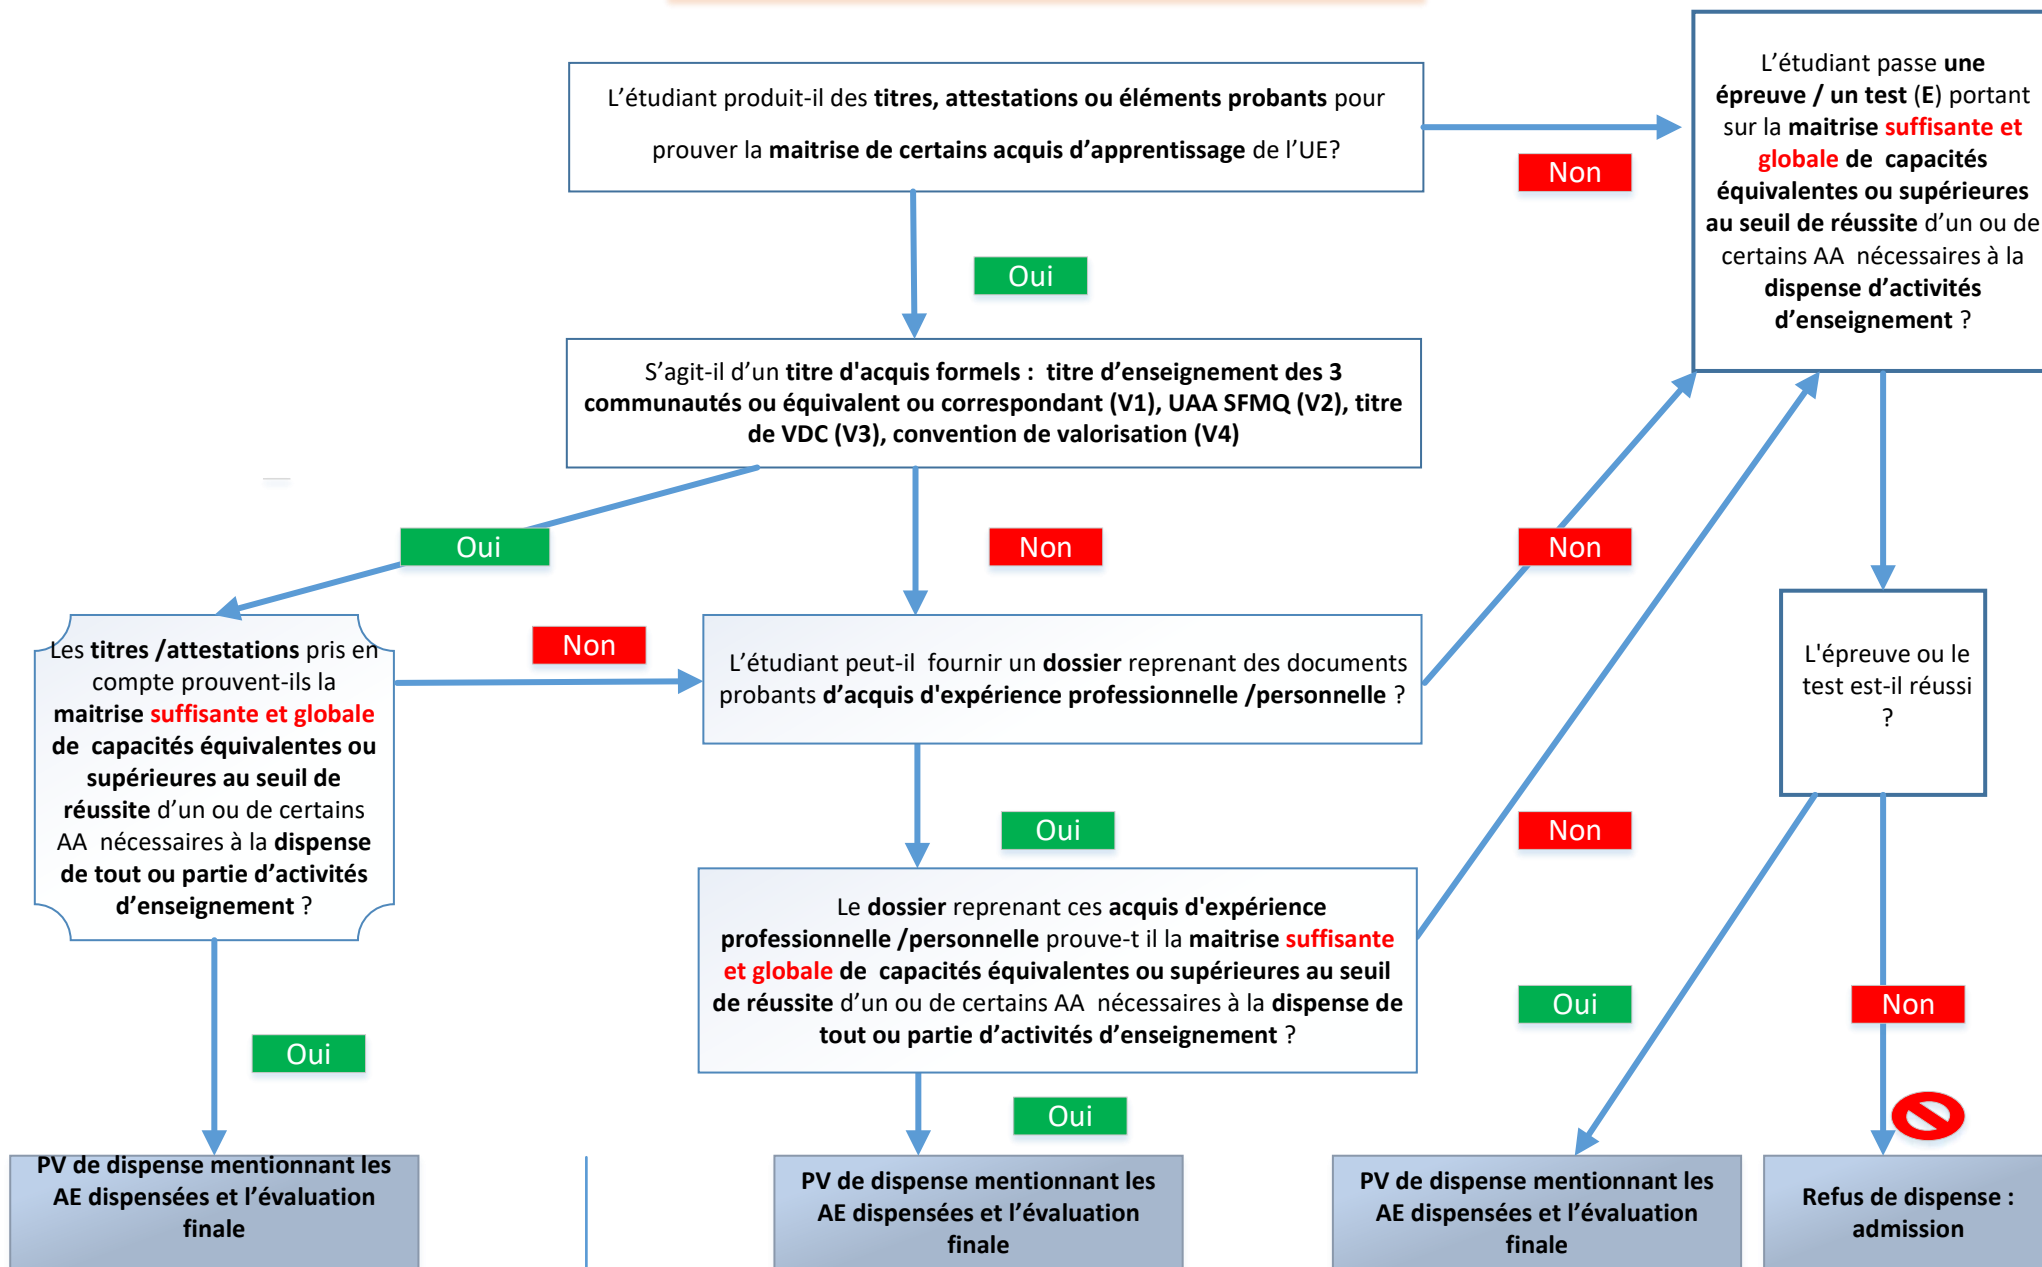 L’étudiant produit-il des titres, attestations ou éléments probants pour
prouver la maitrise de certains acquis d’apprentissage de l’UE?
Non
L’étudiant passe une
épreuve / un test (E) portant
sur la maitrise suffisante et
globale de capacités
équivalentes ou supérieures
au seuil de réussite d’un ou de
certains AA nécessaires à la
dispense d’activités
d’enseignement ?
Oui
S’agit-il d’un titre d'acquis formels : titre d’enseignement des 3
communautés ou équivalent ou correspondant (V1), UAA SFMQ (V2), titre
de VDC (V3), convention de valorisation (V4)
Oui
Non
Non
Les titres /attestations pris en
compte prouvent-ils la
maitrise suffisante et globale
de capacités équivalentes ou
supérieures au seuil de
réussite d’un ou de certains
AA nécessaires à la dispense
de tout ou partie d’activités
d’enseignement ?
Non
L’étudiant peut-il fournir un dossier reprenant des documents
probants d’acquis d'expérience professionnelle /personnelle ?
L'épreuve ou le
test est-il réussi
?
Oui
Non
Le dossier reprenant ces acquis d'expérience
professionnelle /personnelle prouve-t il la maitrise suffisante
et globale de capacités équivalentes ou supérieures au seuil
de réussite d’un ou de certains AA nécessaires à la dispense de
tout ou partie d’activités d’enseignement ?
Oui
Non
Oui
Oui
PV de dispense mentionnant les
AE dispensées et l’évaluation
finale
PV de dispense mentionnant les
AE dispensées et l’évaluation
finale
PV de dispense mentionnant les
AE dispensées et l’évaluation
finale
Refus de dispense :
admission